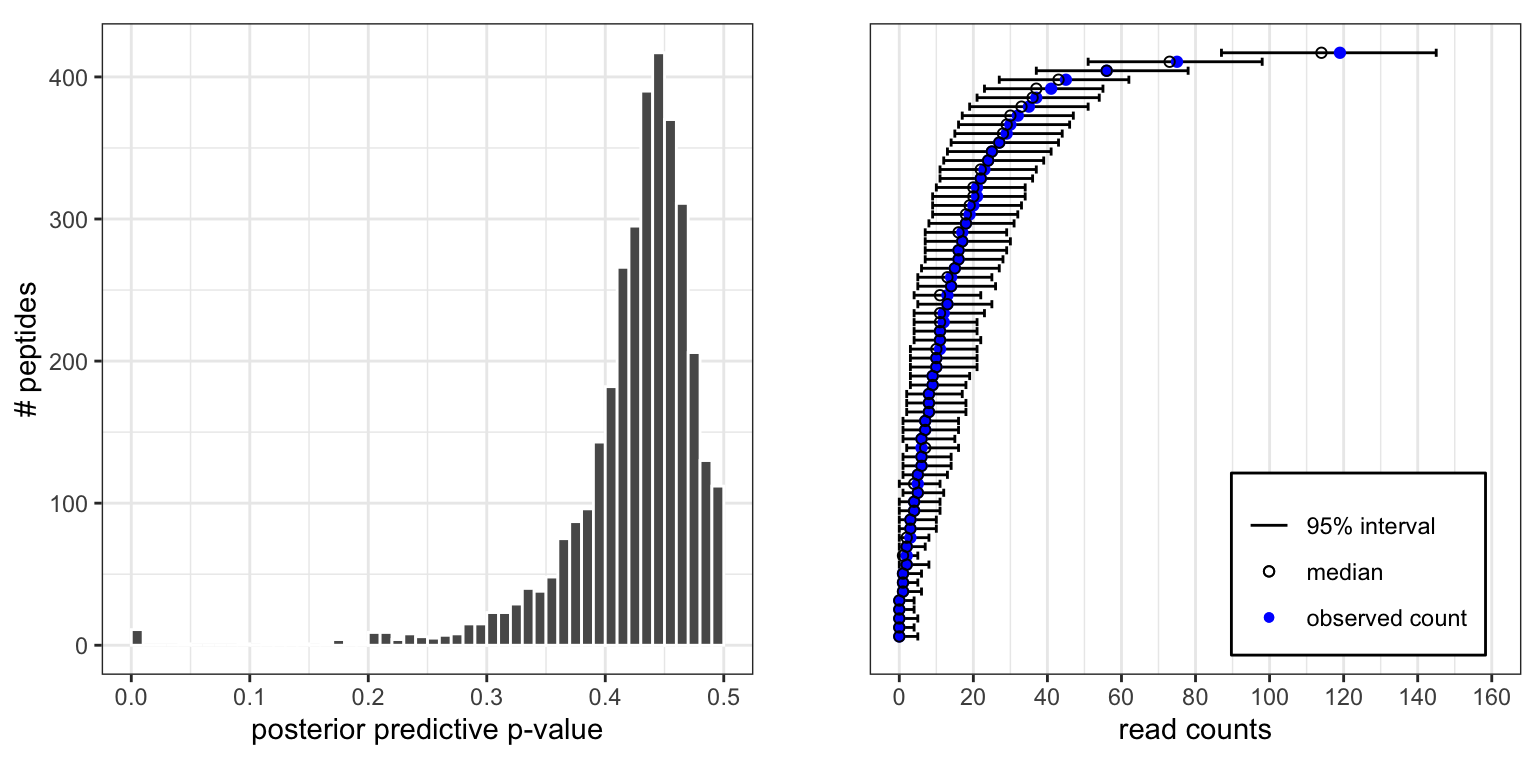 # peptides
400
300
200
100
0
0.0 0.1 0.2 0.3 0.4 0.5
posterior predictive p-value
95% interval
median
observed count
0 20 40 60 80 100 120 140 160
read counts